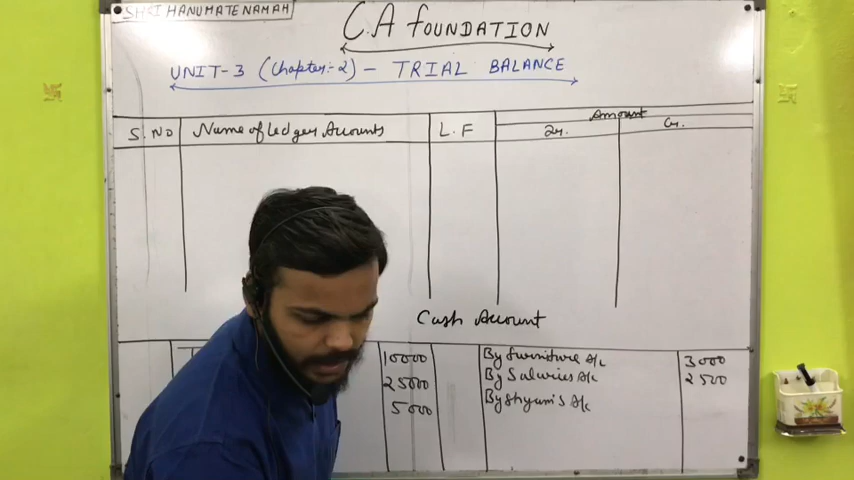 SHRI HANUMATE NAMAH
C.A FOUNDATION
UNIT-3 (Chapter:-2) - TRIAL BALANCE
S.NO Name of Ledger Accounts L.F Amount
Dr. Cr.
Cash Account
10000 By Furniture A/c 3000
25000 By Salaries A/c 2500
5000 By Shyam's A/c